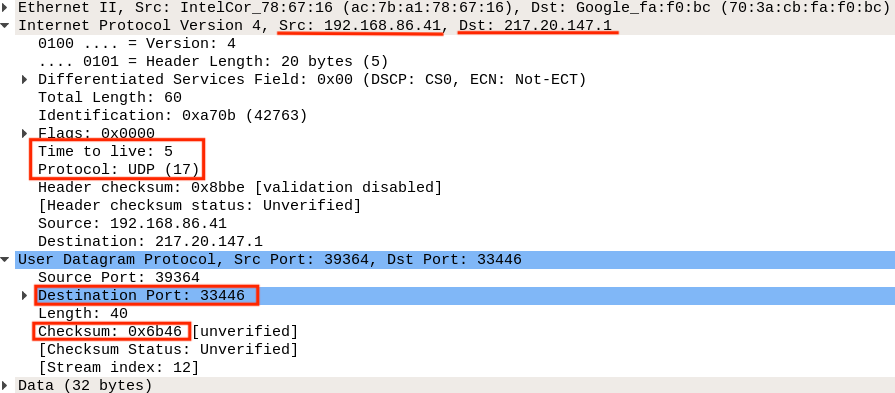 Ethernet II, Src: IntelCor_78:67:16 (ac:7b:a1:78:67:16), Dst: Google_fa:f0:bc (70:3a:cb:fa:f0:bc)
Internet Protocol Version 4, Src: 192.168.86.41, Dst: 217.20.147.1
0100 .... = Version: 4
.... 0101 = Header Length: 20 bytes (5)
Differentiated Services Field: 0x00 (DSCP: CS0, ECN: Not-ECT)
Total Length: 60
Identification: 0xa70b (42763)
Flags: 0x0000
Time to live: 5
Protocol: UDP (17)
Header checksum: 0x8bbe [validation disabled]
[Header checksum status: Unverified]
Source: 192.168.86.41
Destination: 217.20.147.1
User Datagram Protocol, Src Port: 39364, Dst Port: 33446
Source Port: 39364
Destination Port: 33446
Length: 40
Checksum: 0x6b46 [unverified]
[Checksum Status: Unverified]
[Stream index: 12]
Data (32 bytes)